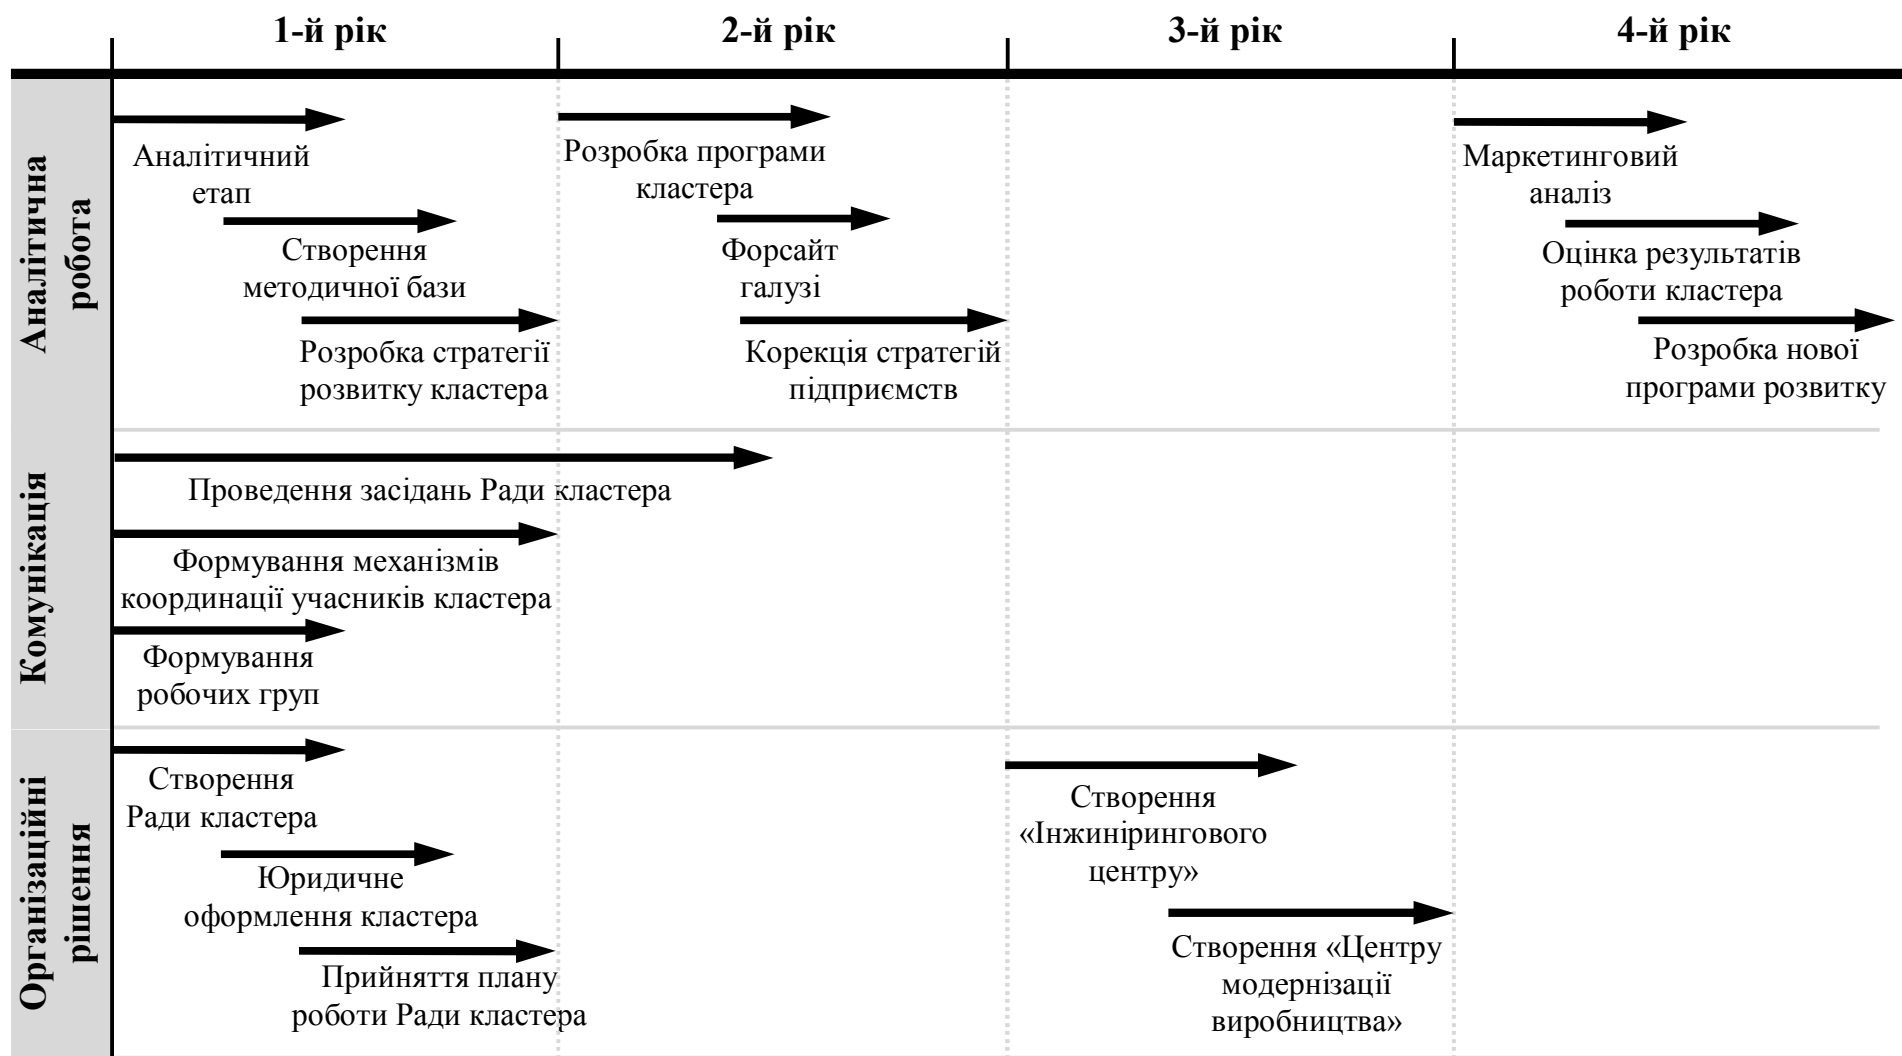 1-й рік
2-й рік
3-й рік
4-й рік
Аналітична
робота
Аналітичний
етап
Створення
методичної бази
Розробка стратегії
розвитку кластера
Розробка програми
кластера
Форсайт
галузі
Корекція стратегій
підприємств
Маркетинговий
аналіз
Оцінка результатів
роботи кластера
Розробка нової
програми розвитку
Комунікація
Проведення засідань Ради кластера
Формування механізмів
координації учасників кластера
Формування
робочих груп
Організаційні
рішення
Створення
Ради кластера
Юридичне
оформлення кластера
Прийняття плану
роботи Ради кластера
Створення
«Інжинірингового
центру»
Створення «Центру
модернізації
виробництва»